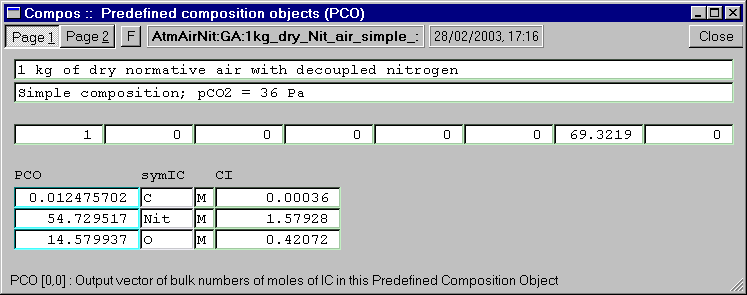 Compos :: Predefined composition objects (PCO)
Page 1 Page 2 F AtmAirNit:GA:1kg_dry_Nit_air_simple_: 28/02/2003, 17:16 Close
1 kg of dry normative air with decoupled nitrogen
Simple composition; pCO2 = 36 Pa
1 0 0 0 0 0 69.3219 0
PCO symIC CI
0.012475702 C M 0.00036
54.729517 Nit M 1.57928
14.579937 O M 0.42072
PCO [0,0] : Output vector of bulk numbers of moles of IC in this Predefined Composition Object